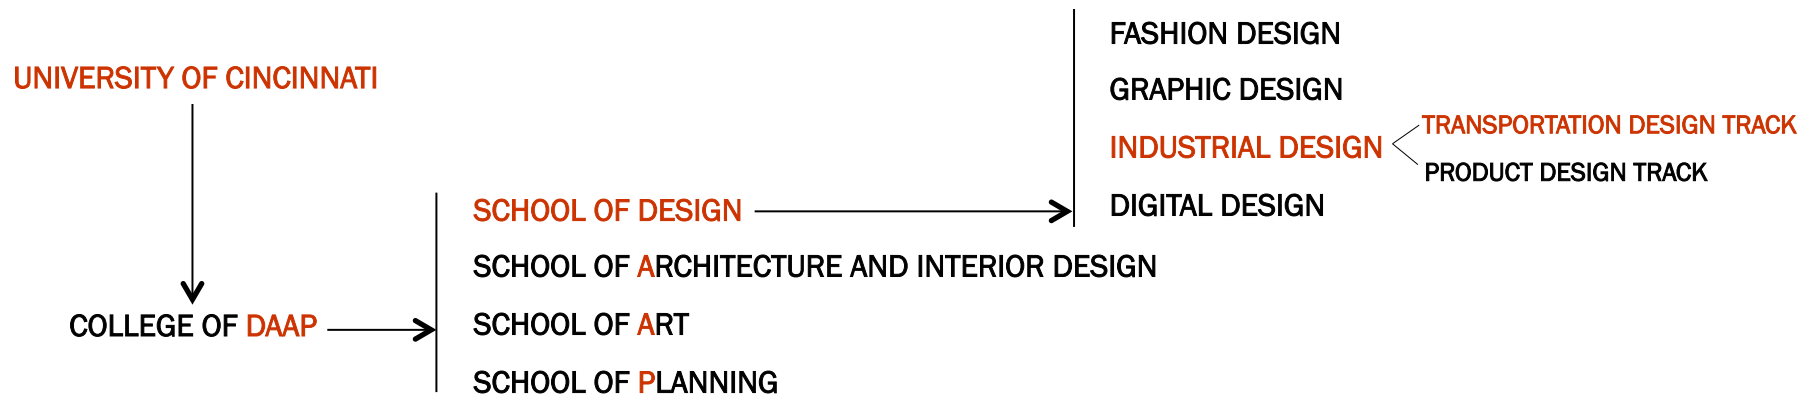 UNIVERSITY OF CINCINNATI
COLLEGE OF DAAP
SCHOOL OF DESIGN
SCHOOL OF ARCHITECTURE AND INTERIOR DESIGN
SCHOOL OF ART
SCHOOL OF PLANNING
FASHION DESIGN
GRAPHIC DESIGN
INDUSTRIAL DESIGN
DIGITAL DESIGN
TRANSPORTATION DESIGN TRACK
PRODUCT DESIGN TRACK